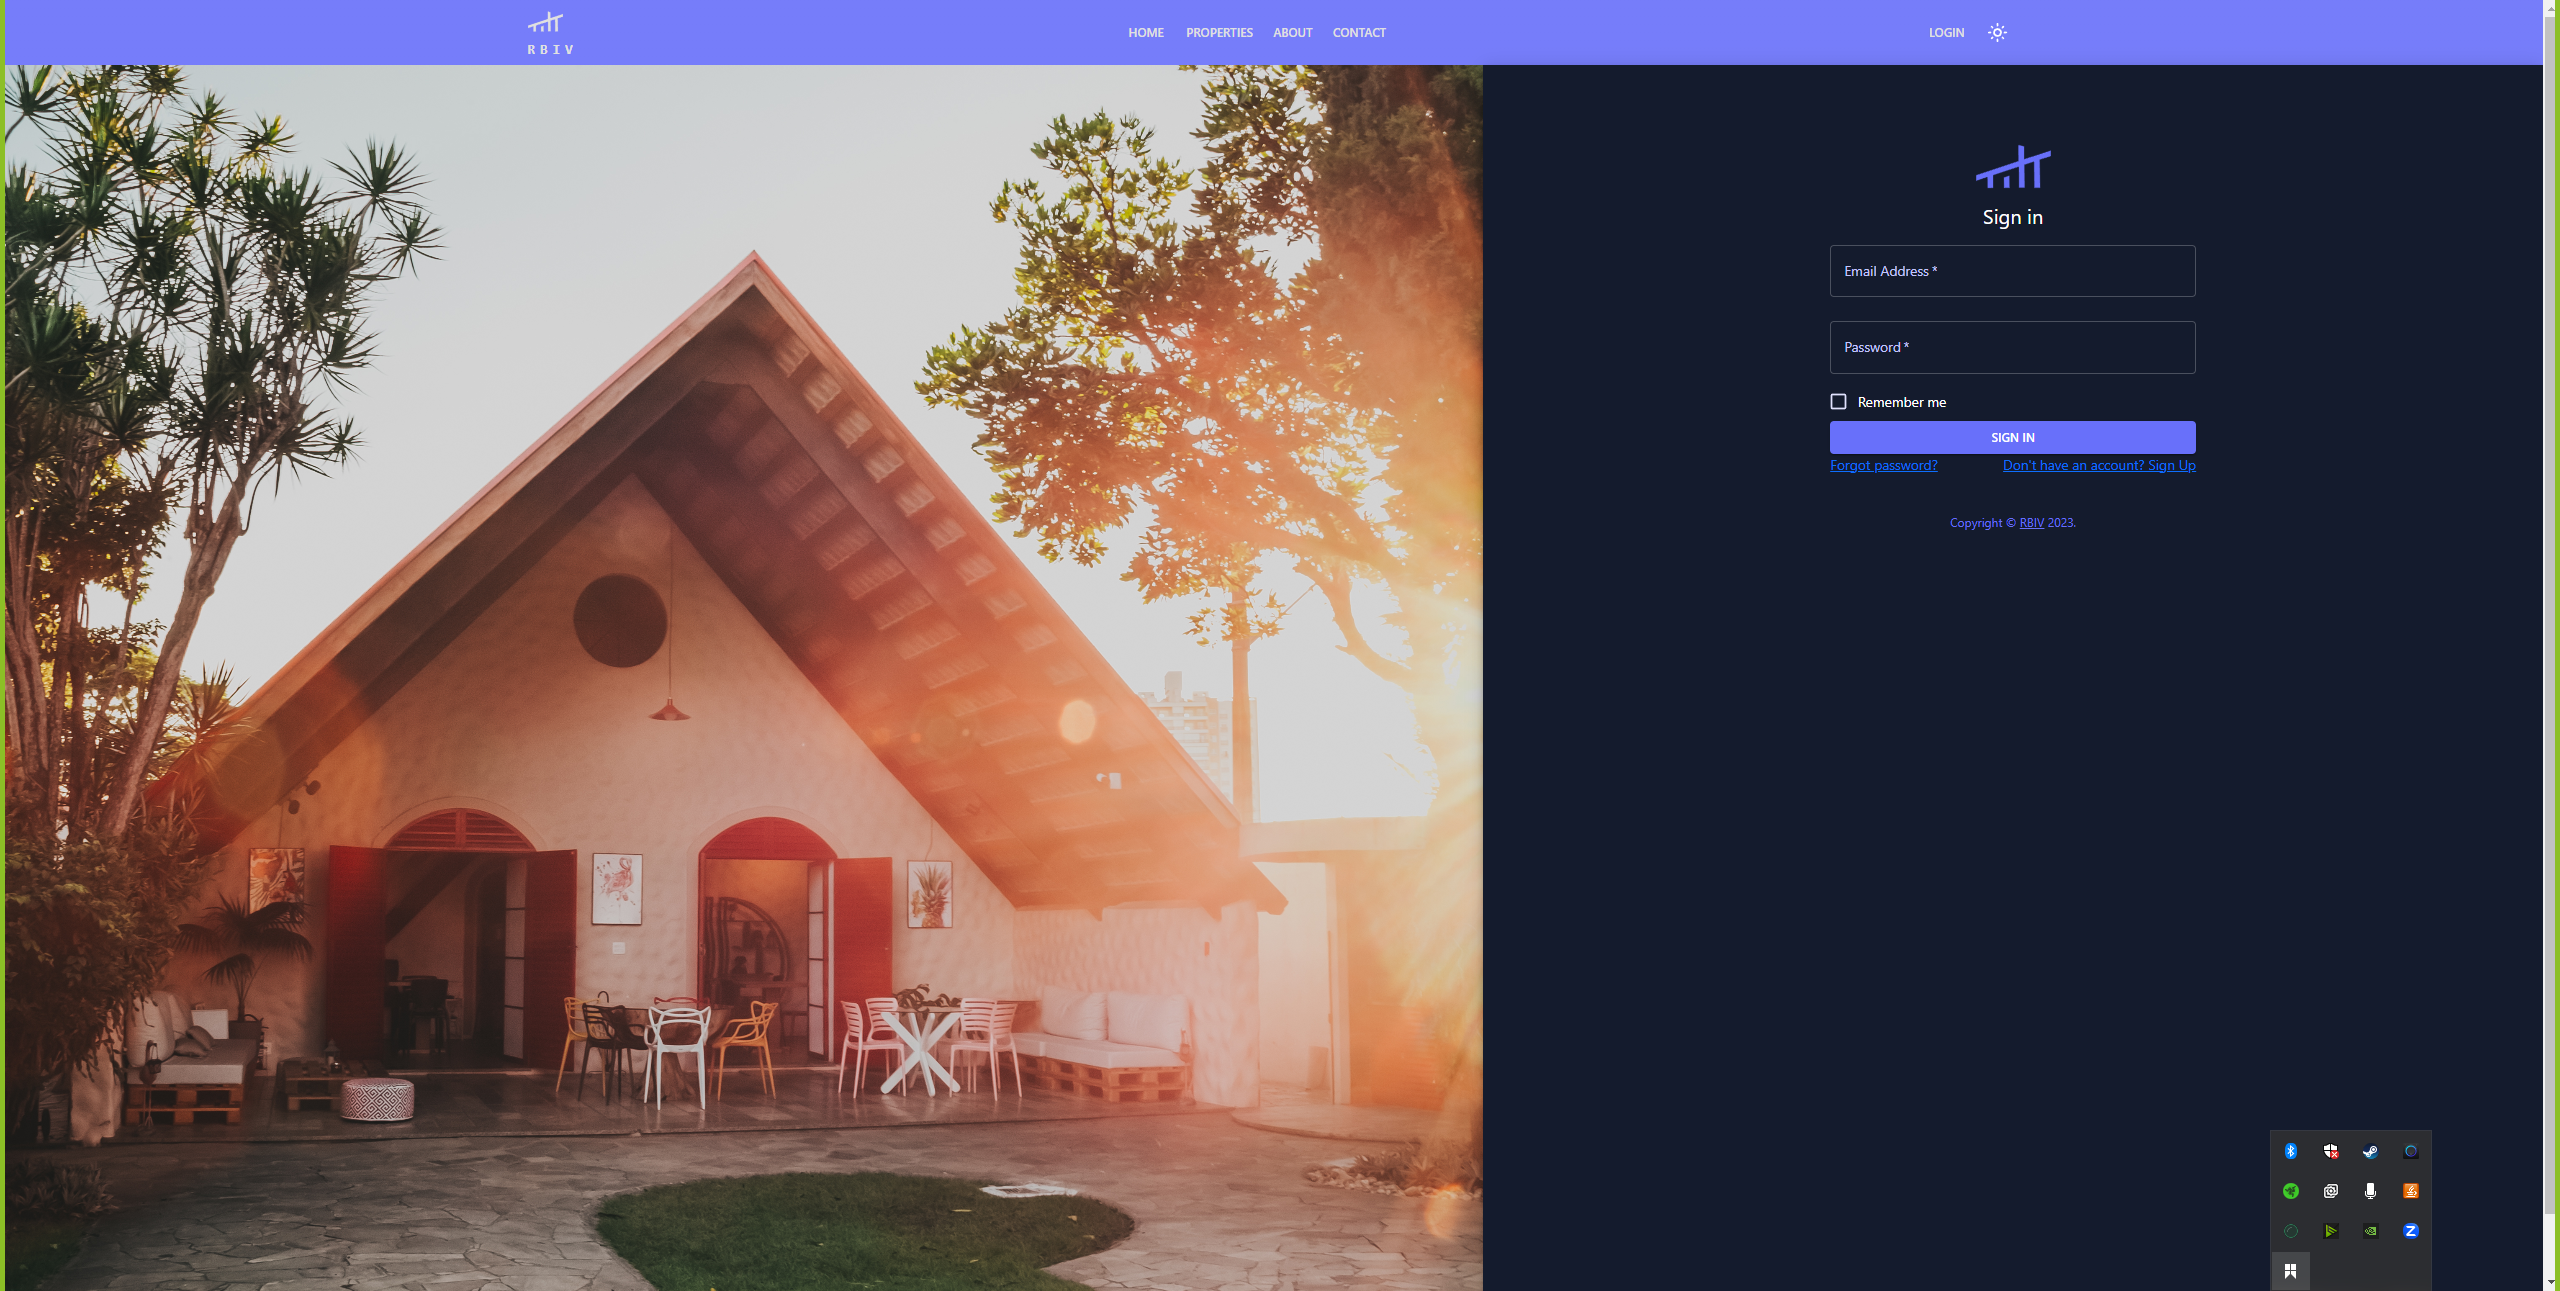 RBIV
HOME PROPERTIES ABOUT CONTACT
LOGIN
Sign in
Email Address *
Password *
Remember me
SIGN IN
Forgot password? Don't have an account? Sign Up
Copyright © RBIV 2023.